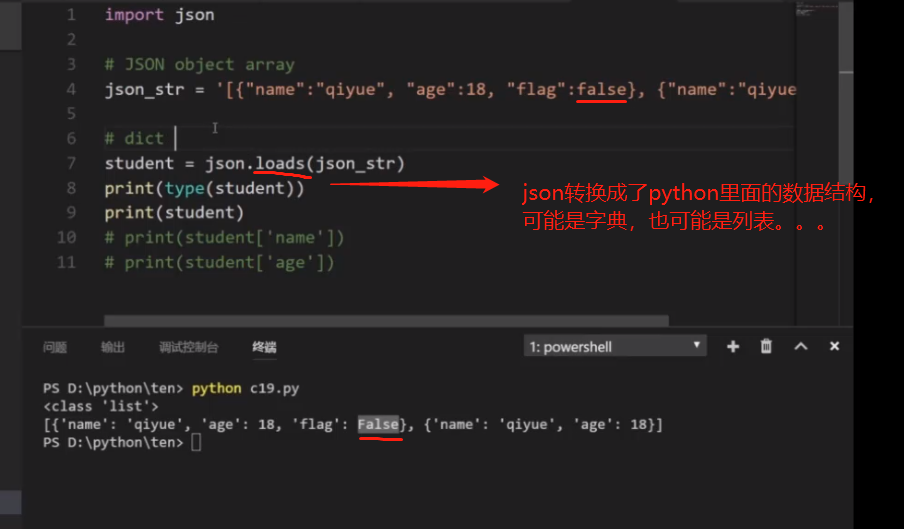 1 import json
2
3 # JSON object array
4 json_str = '[{"name":"qiyue", "age":18, "flag":false}, {"name":"qiyue
5
6 # dict
7 student = json.loads(json_str)
8 print(type(student))
9 print(student)
10 # print(student['name'])
11 # print(student['age'])
json转换成了python里面的数据结构,
可能是字典，也可能是列表。。。
问题 输出 调试控制台 终端 1: powershell
PS D:\python\ten> python c19.py
<class 'list'>
[{'name': 'qiyue', 'age': 18, 'flag': False}, {'name': 'qiyue', 'age': 18}]
PS D:\python\ten>